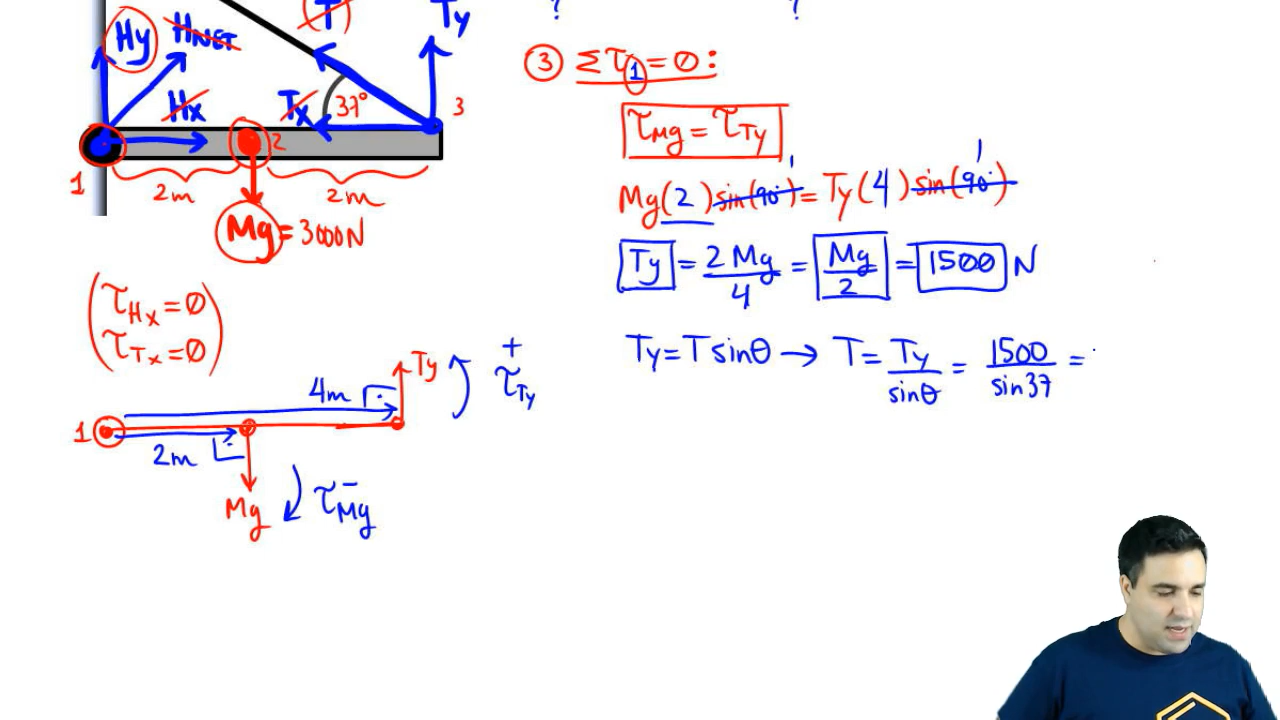 ? ?
(T) Ty
Hy HNET
Hx Tx 37° 3
1 2
2m 2m
Mg = 3000N
(τHx = 0
τTx = 0)
Ty + τTy
4m
1
2m
Mg τMg −
③ Στ1 = 0:
τMg = τTy
Mg(2) sin(90°) 1 = Ty(4) sin(90°) 1
Ty = 2Mg/4 = Mg/2 = 1500 N
Ty = T sinθ → T = Ty/sinθ = 1500/sin37 =